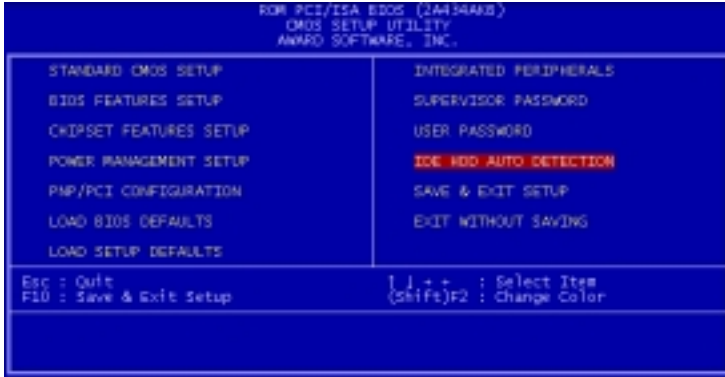 ROM PCI/ISA BIOS (2A434AKB)
CMOS SETUP UTILITY
AWARD SOFTWARE, INC.
STANDARD CMOS SETUP
BIOS FEATURES SETUP
CHIPSET FEATURES SETUP
POWER MANAGEMENT SETUP
PNP/PCI CONFIGURATION
LOAD BIOS DEFAULTS
LOAD SETUP DEFAULTS
INTEGRATED PERIPHERALS
SUPERVISOR PASSWORD
USER PASSWORD
IDE HDD AUTO DETECTION
SAVE & EXIT SETUP
EXIT WITHOUT SAVING
Esc : Quit
F10 : Save & Exit Setup
: Select Item
(Shift)F2 : Change Color